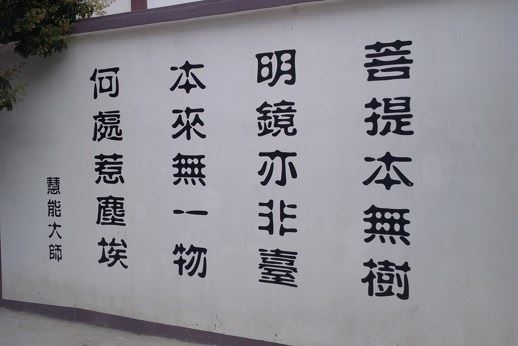 菩提本無樹
明鏡亦非臺
本來無一物
何處惹塵埃
慧能大師